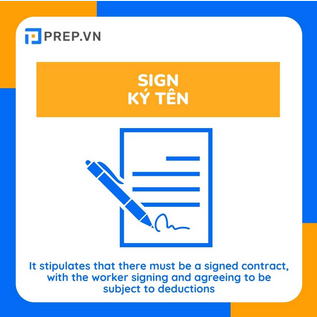 PREP.VN
SIGN
KÝ TÊN
It stipulates that there must be a signed contract,
with the worker signing and agreeing to be
subject to deductions